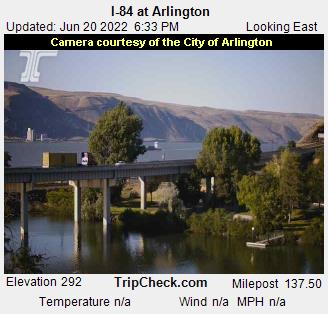 I-84 at Arlington
Updated: Jun 20 2022 6:33 PM Looking East
Camera courtesy of the City of Arlington
Elevation 292 TripCheck.com Milepost 137.50
Temperature n/a Wind n/a MPH n/a